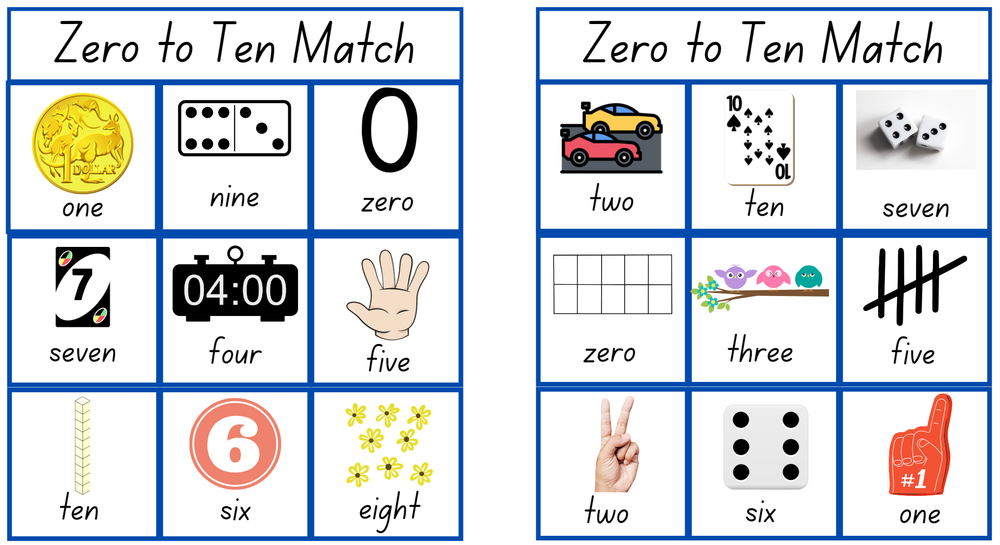 Zero to Ten Match
1 DOLLAR
one
nine
0
zero
7
seven
04:00
four
five
ten
6
six
eight
Zero to Ten Match
two
10
10
ten
seven
zero
three
five
two
six
#1
one